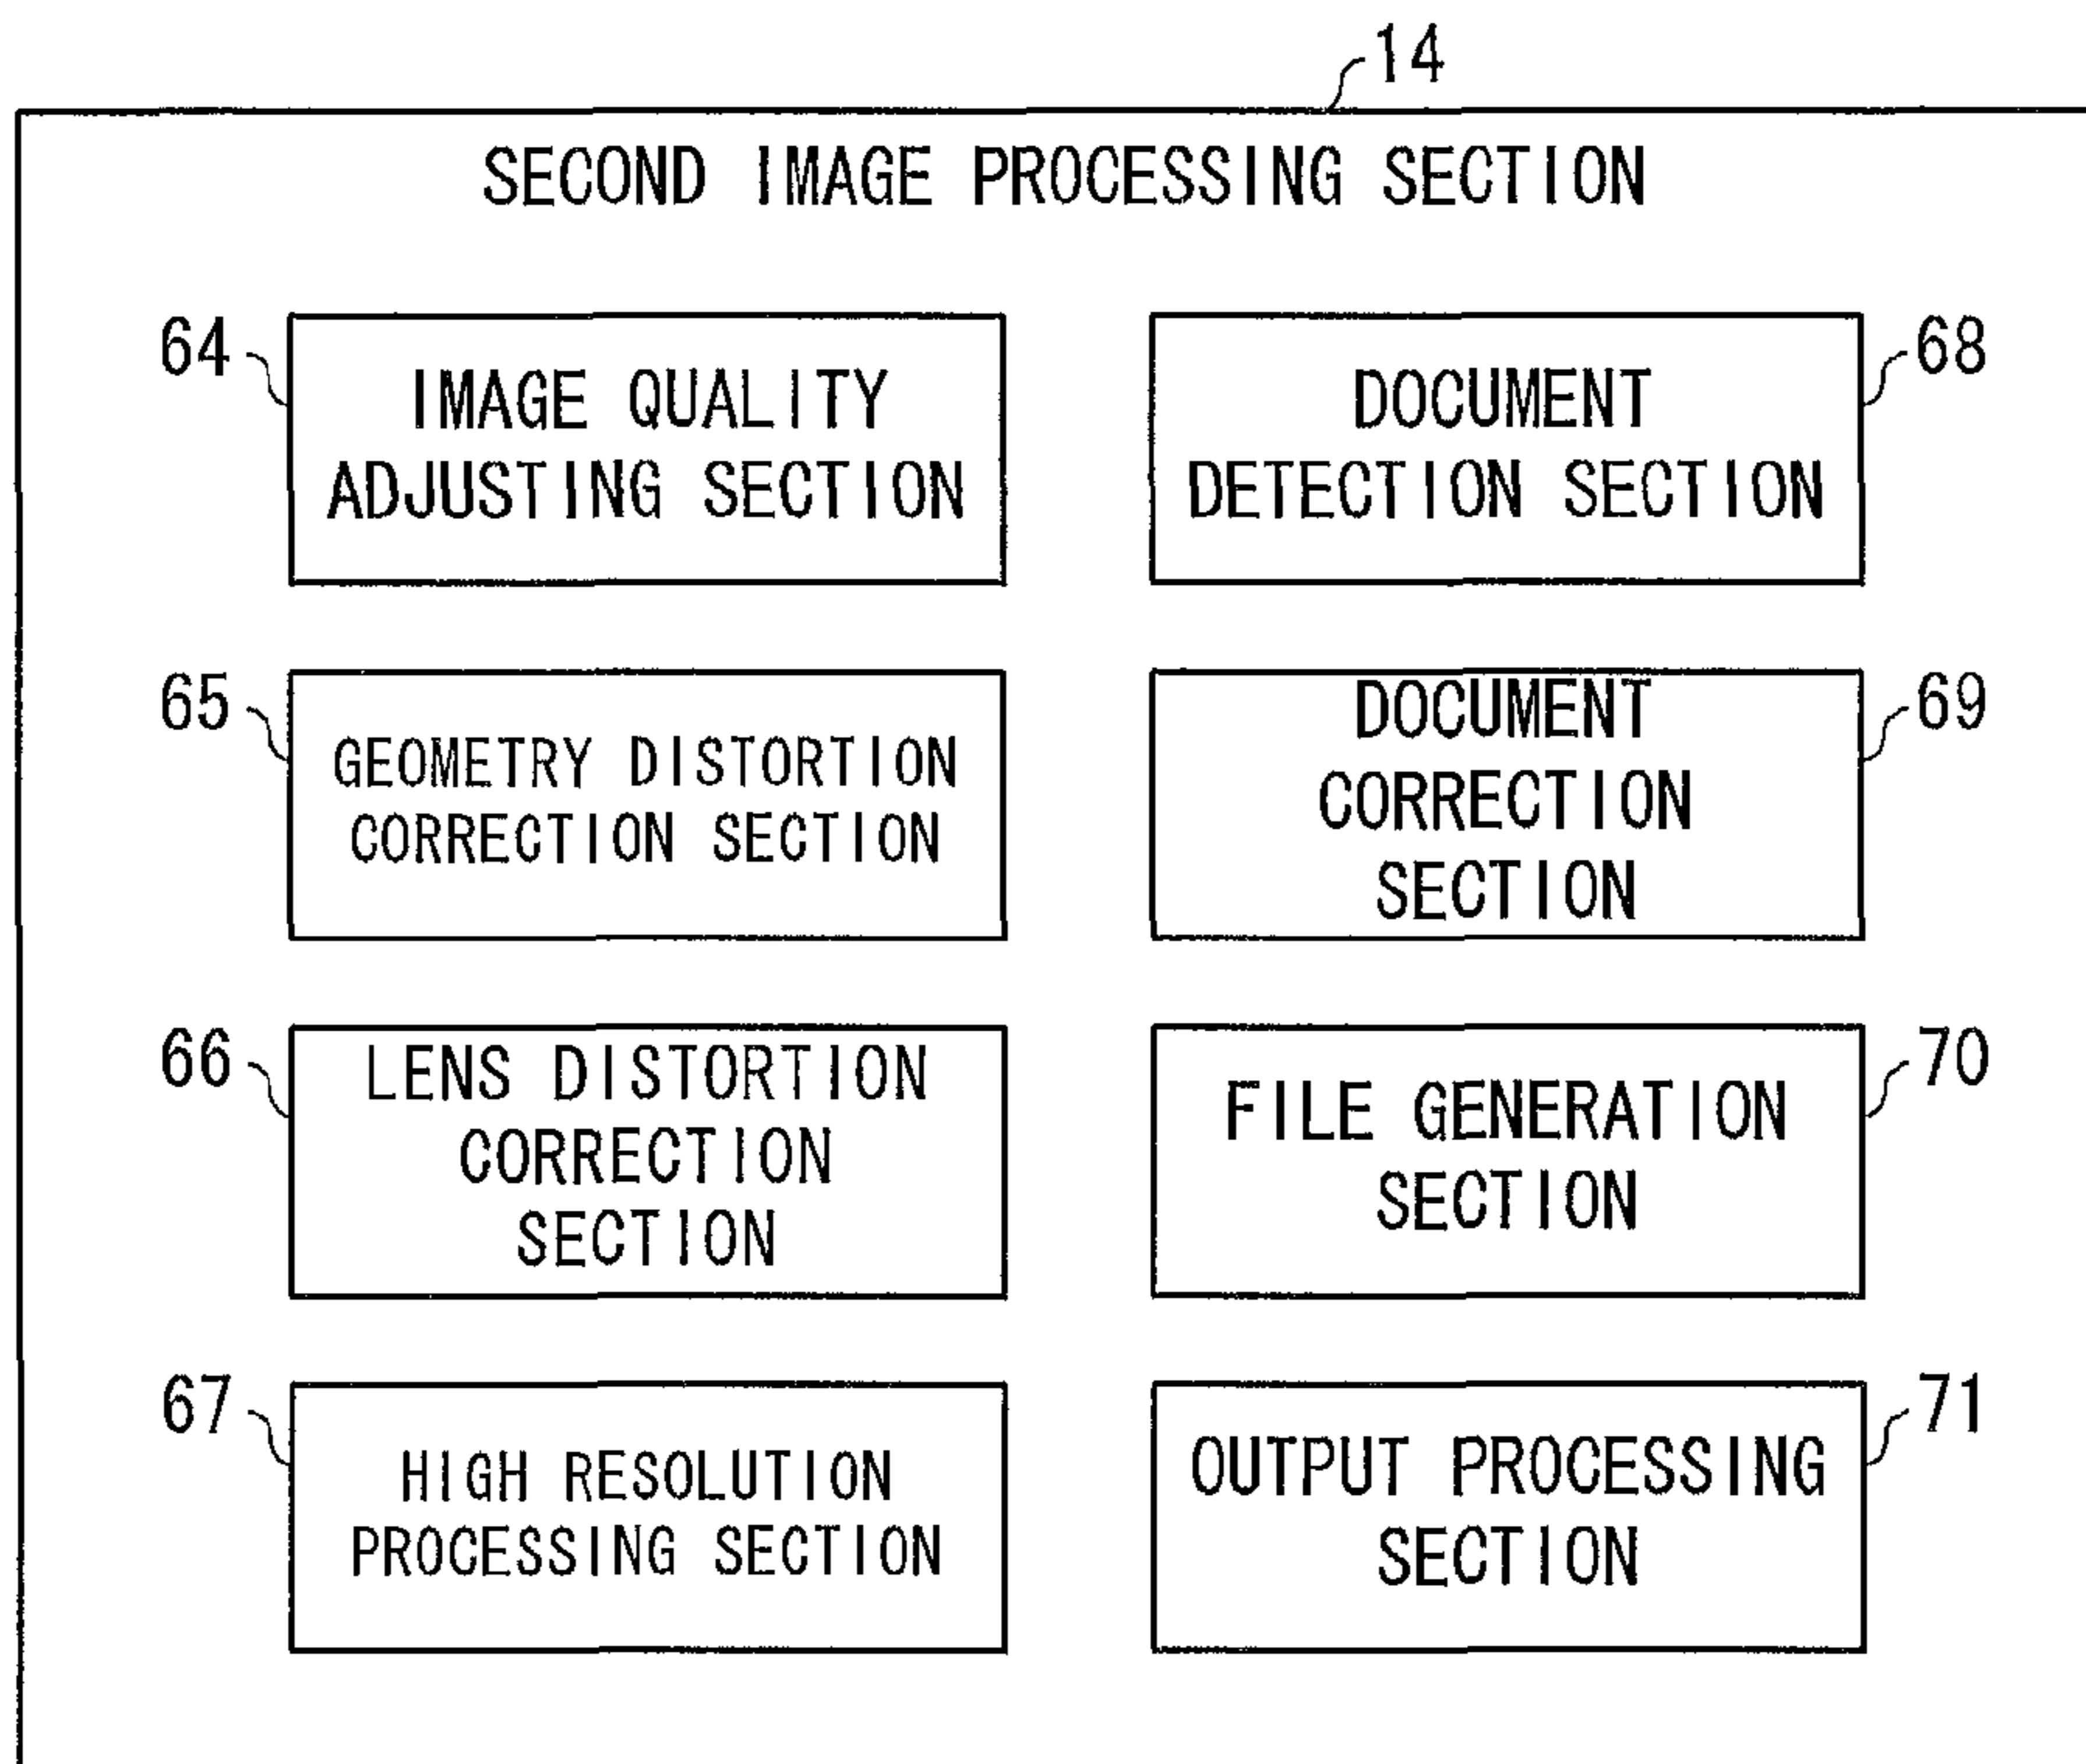 14
SECOND IMAGE PROCESSING SECTION
64
IMAGE QUALITY
ADJUSTING SECTION
68
DOCUMENT
DETECTION SECTION
65
GEOMETRY DISTORTION
CORRECTION SECTION
69
DOCUMENT
CORRECTION
SECTION
66
LENS DISTORTION
CORRECTION
SECTION
70
FILE GENERATION
SECTION
67
HIGH RESOLUTION
PROCESSING SECTION
71
OUTPUT PROCESSING
SECTION